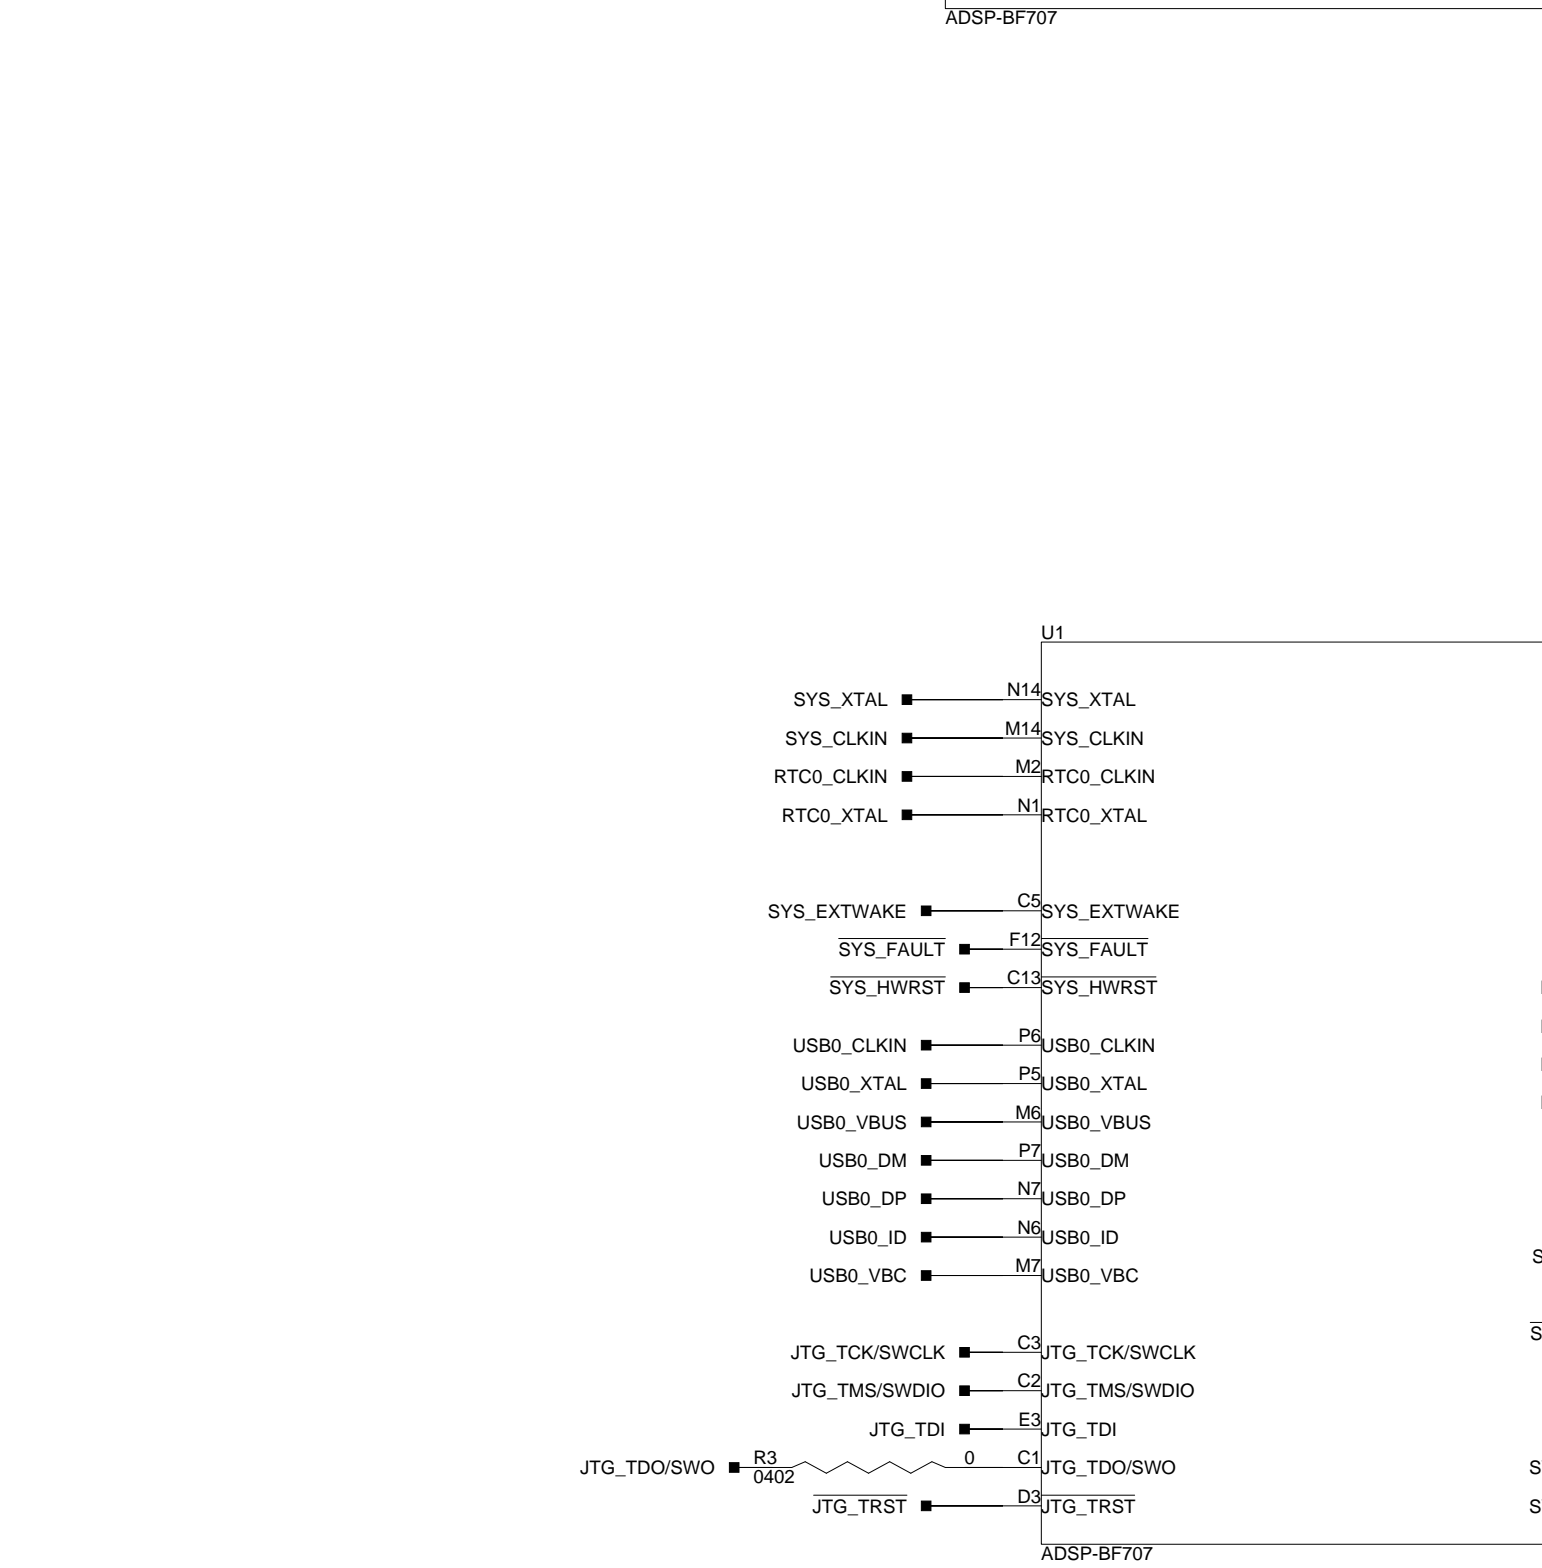 ADSP-BF707
U1
SYS_XTAL N14 SYS_XTAL
SYS_CLKIN M14 SYS_CLKIN
RTC0_CLKIN M2 RTC0_CLKIN
RTC0_XTAL N1 RTC0_XTAL
SYS_EXTWAKE C5 SYS_EXTWAKE
SYS_FAULT F12 SYS_FAULT
SYS_HWRST C13 SYS_HWRST
USB0_CLKIN P6 USB0_CLKIN
USB0_XTAL P5 USB0_XTAL
USB0_VBUS M6 USB0_VBUS
USB0_DM P7 USB0_DM
USB0_DP N7 USB0_DP
USB0_ID N6 USB0_ID
USB0_VBC M7 USB0_VBC
JTG_TCK/SWCLK C3 JTG_TCK/SWCLK
JTG_TMS/SWDIO C2 JTG_TMS/SWDIO
JTG_TDI E3 JTG_TDI
JTG_TDO/SWO R3 0402 0 C1 JTG_TDO/SWO
JTG_TRST D3 JTG_TRST
ADSP-BF707